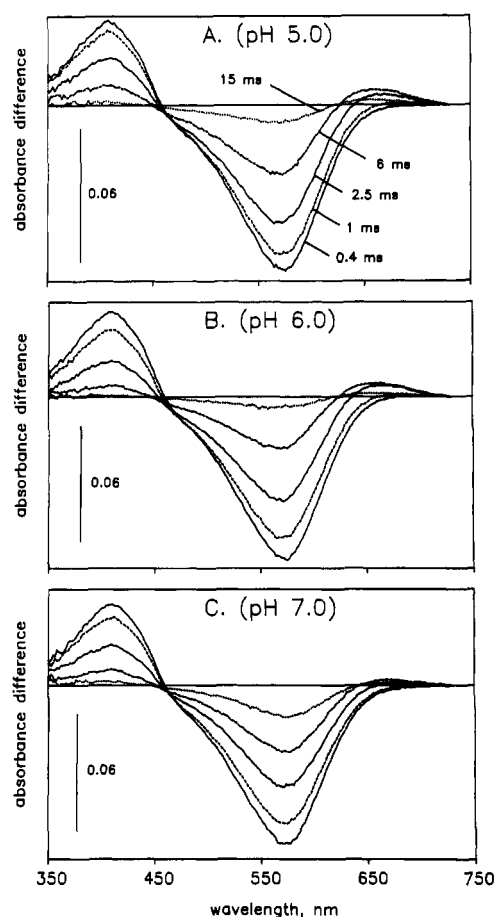 A. (pH 5.0)
absorbance difference
0.06
15 ms
6 ms
2.5 ms
1 ms
0.4 ms
B. (pH 6.0)
absorbance difference
0.06
C. (pH 7.0)
absorbance difference
0.06
350 450 550 650 750
wavelength, nm